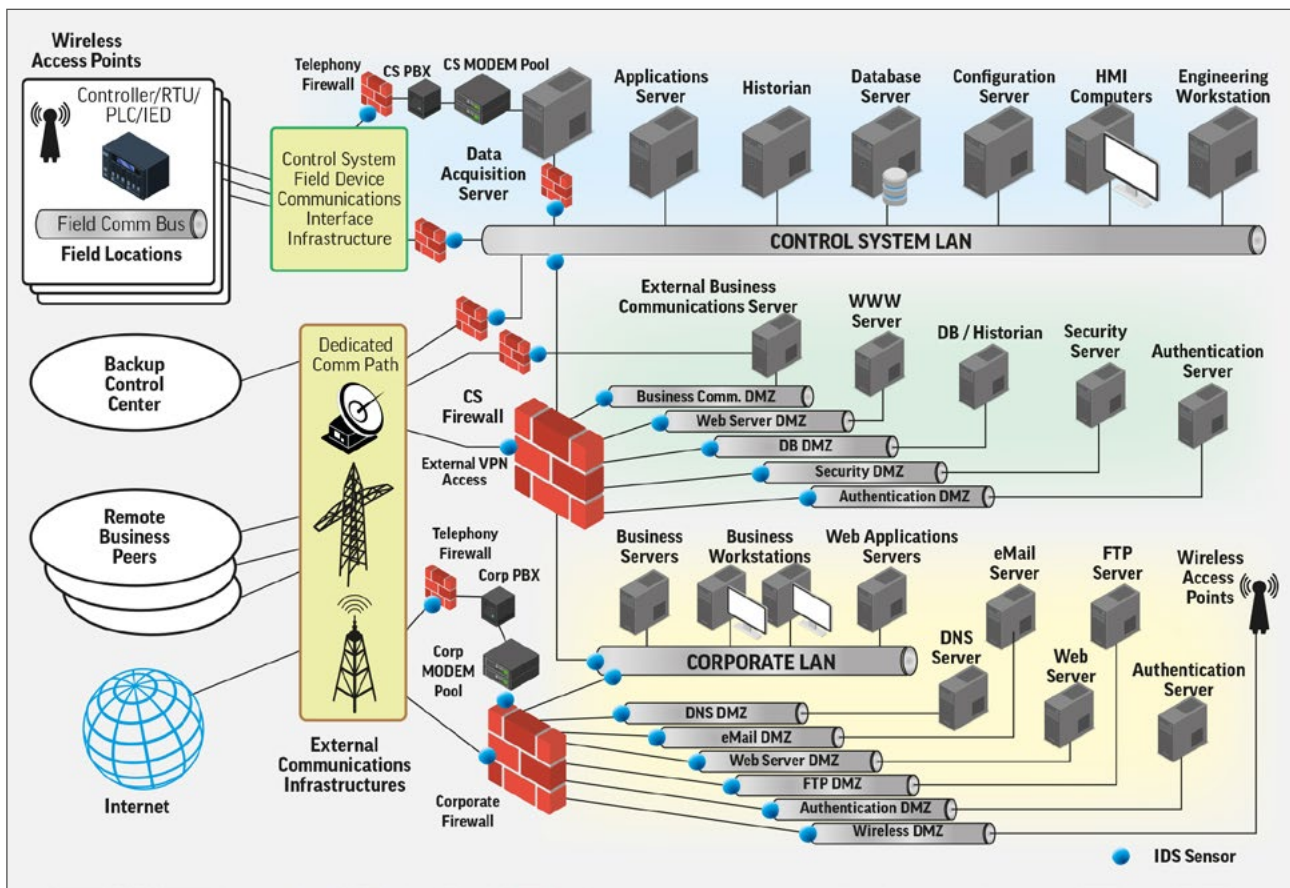 Wireless
Access Points
Controller/RTU/
PLC/IED
Field Comm Bus
Field Locations
Telephony
Firewall
CS PBX
CS MODEM Pool
Control System
Field Device
Communications
Interface
Infrastructure
Data
Acquisition
Server
Applications
Server
Historian
Database
Server
Configuration
Server
HMI
Computers
Engineering
Workstation
CONTROL SYSTEM LAN
Backup
Control
Center
Remote
Business
Peers
Internet
Dedicated
Comm Path
External
Communications
Infrastructures
CS
Firewall
External VPN
Access
External Business
Communications Server
WWW
Server
DB / Historian
Security
Server
Authentication
Server
Business Comm. DMZ
Web Server DMZ
DB DMZ
Security DMZ
Authentication DMZ
Telephony
Firewall
Corp PBX
Corp
MODEM
Pool
Corporate
Firewall
Business
Servers
Business
Workstations
Web Applications
Servers
eMail
Server
FTP
Server
Wireless
Access
Points
CORPORATE LAN
DNS
Server
Web
Server
Authentication
Server
DNS DMZ
eMail DMZ
Web Server DMZ
FTP DMZ
Authentication DMZ
Wireless DMZ
IDS Sensor